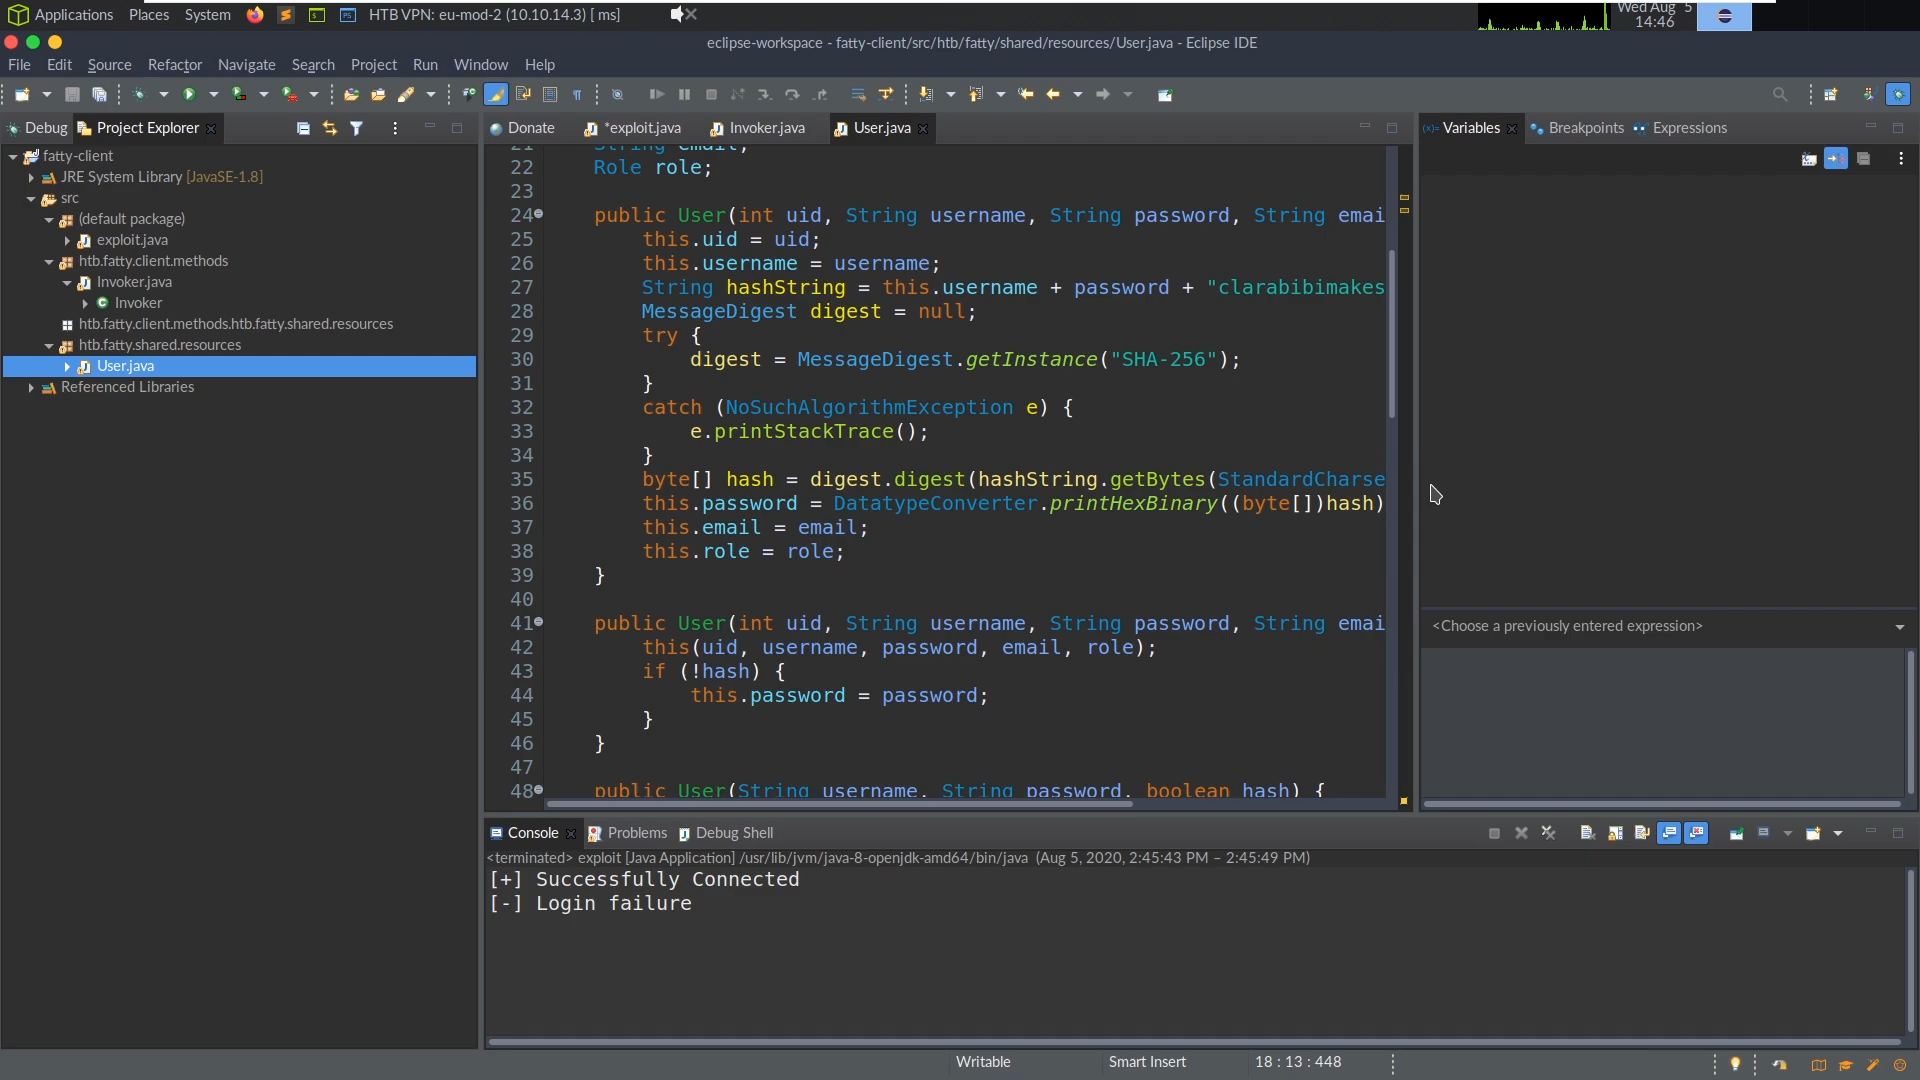 Applications Places System HTB VPN: eu-mod-2 (10.10.14.3) [ ms] Wed Aug 5
14:46
eclipse-workspace - fatty-client/src/htb/fatty/shared/resources/User.java - Eclipse IDE
File Edit Source Refactor Navigate Search Project Run Window Help
Debug Project Explorer
fatty-client
JRE System Library [JavaSE-1.8]
src
(default package)
exploit.java
htb.fatty.client.methods
Invoker.java
Invoker
htb.fatty.client.methods.htb.fatty.shared.resources
htb.fatty.shared.resources
User.java
Referenced Libraries
Donate *exploit.java Invoker.java User.java
21 String email;
22 Role role;
23
24 public User(int uid, String username, String password, String emai
25 this.uid = uid;
26 this.username = username;
27 String hashString = this.username + password + "clarabibimakes
28 MessageDigest digest = null;
29 try {
30 digest = MessageDigest.getInstance("SHA-256");
31 }
32 catch (NoSuchAlgorithmException e) {
33 e.printStackTrace();
34 }
35 byte[] hash = digest.digest(hashString.getBytes(StandardCharse
36 this.password = DatatypeConverter.printHexBinary((byte[])hash)
37 this.email = email;
38 this.role = role;
39 }
40
41 public User(int uid, String username, String password, String emai
42 this(uid, username, password, email, role);
43 if (!hash) {
44 this.password = password;
45 }
46 }
47
48 public User(String username, String password, boolean hash) {
Variables Breakpoints Expressions
<Choose a previously entered expression>
Console Problems Debug Shell
<terminated> exploit [Java Application] /usr/lib/jvm/java-8-openjdk-amd64/bin/java (Aug 5, 2020, 2:45:43 PM – 2:45:49 PM)
[+] Successfully Connected
[-] Login failure
Writable Smart Insert 18 : 13 : 448